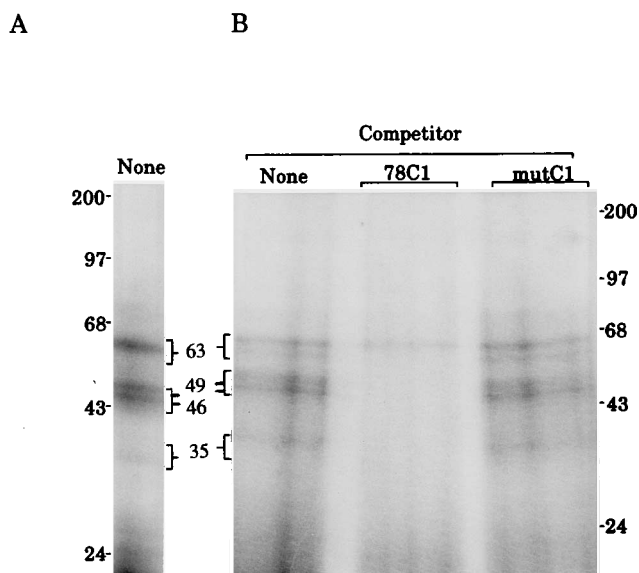 A
B
Competitor
None
None
78C1
mutC1
200-
97-
68-
43-
24-
63
49
46
35
-200
-97
-68
-43
-24